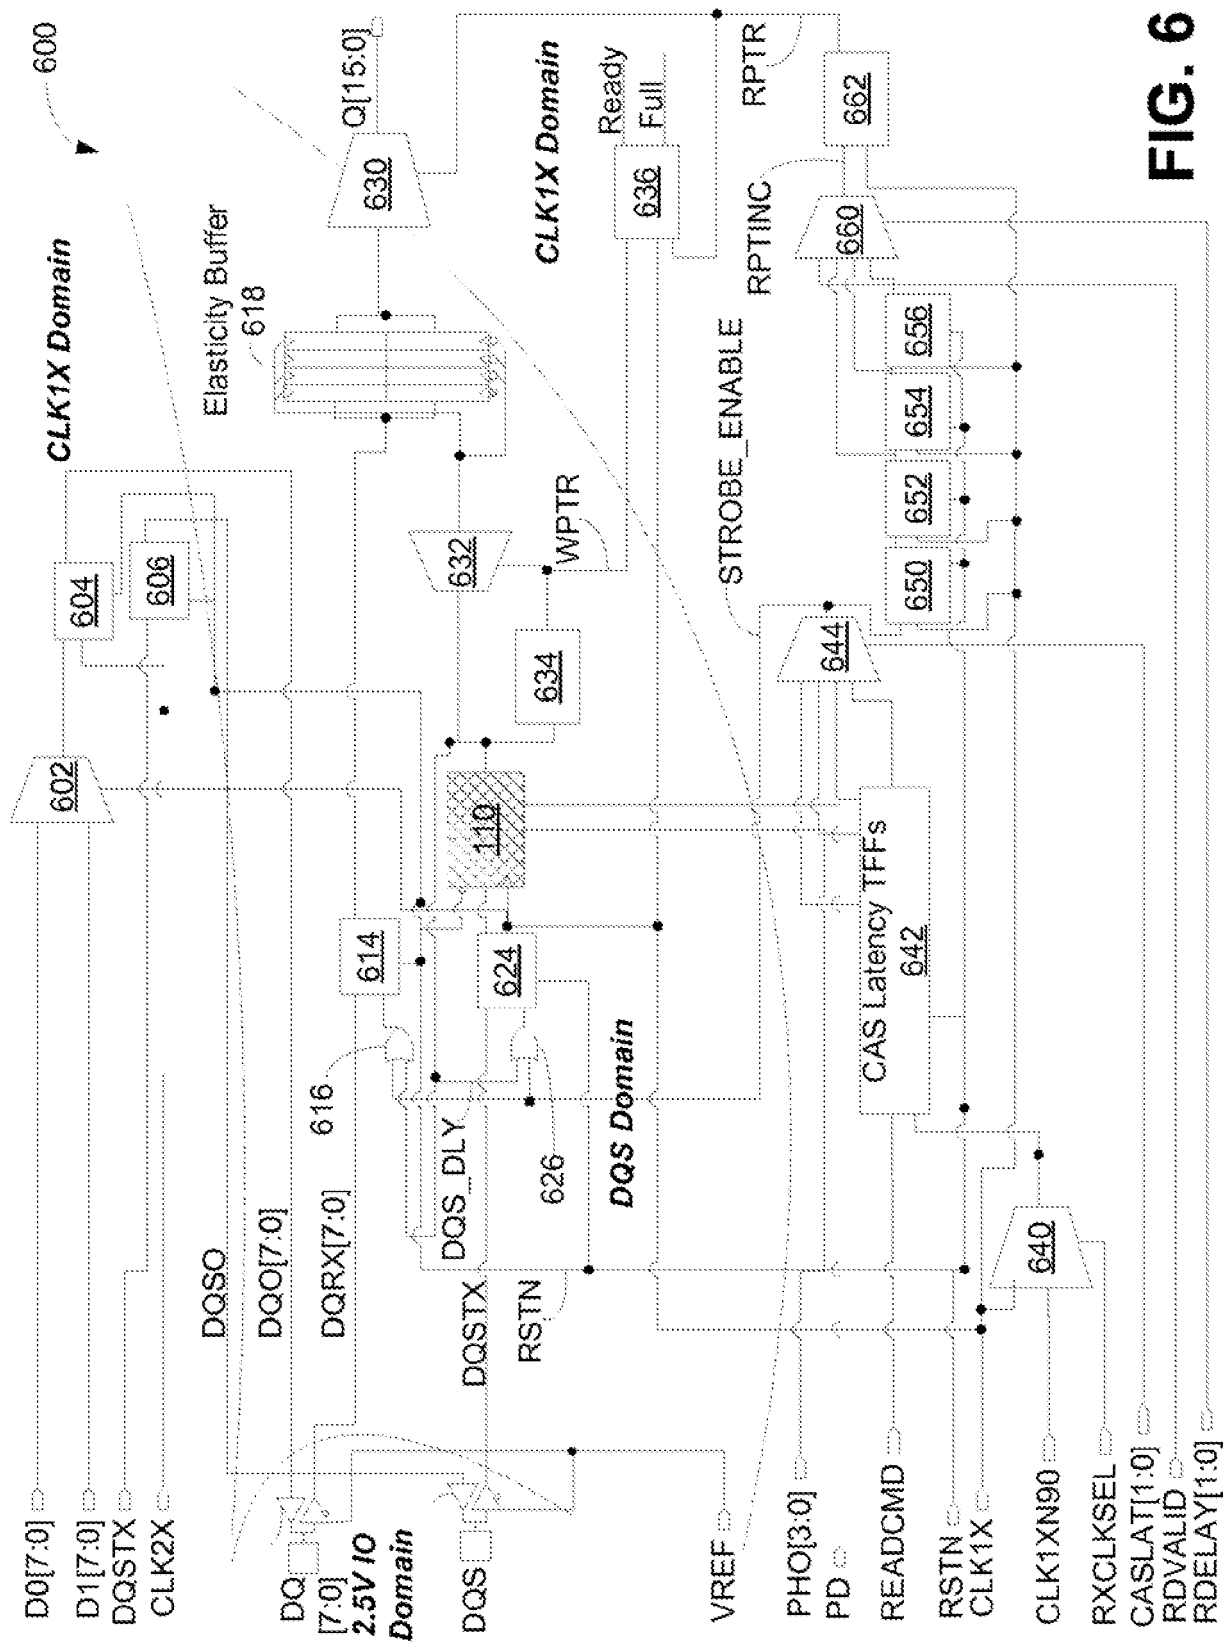 600
CLK1X Domain
D0[7:0]
D1[7:0]
DQSTX
CLK2X
602
604
606
DQSO
DQO[7:0]
DQRX[7:0]
Elasticity Buffer
618
Q[15:0]
630
DQ
[7:0]
2.5V IO
Domain
DQS
616
614
110
632
634
WPTR
624
626
DQS_DLY
DQSTX
RSTN
DQS Domain
CLK1X Domain
Ready
Full
636
RPTR
RPTINC
STROBE_ENABLE
662
660
656
654
652
650
644
CAS Latency TFFs
642
640
VREF
PHO[3:0]
PD
READCMD
RSTN
CLK1X
CLK1XN90
RXCLKSEL
CASLAT[1:0]
RDVALID
RDELAY[1:0]
FIG. 6